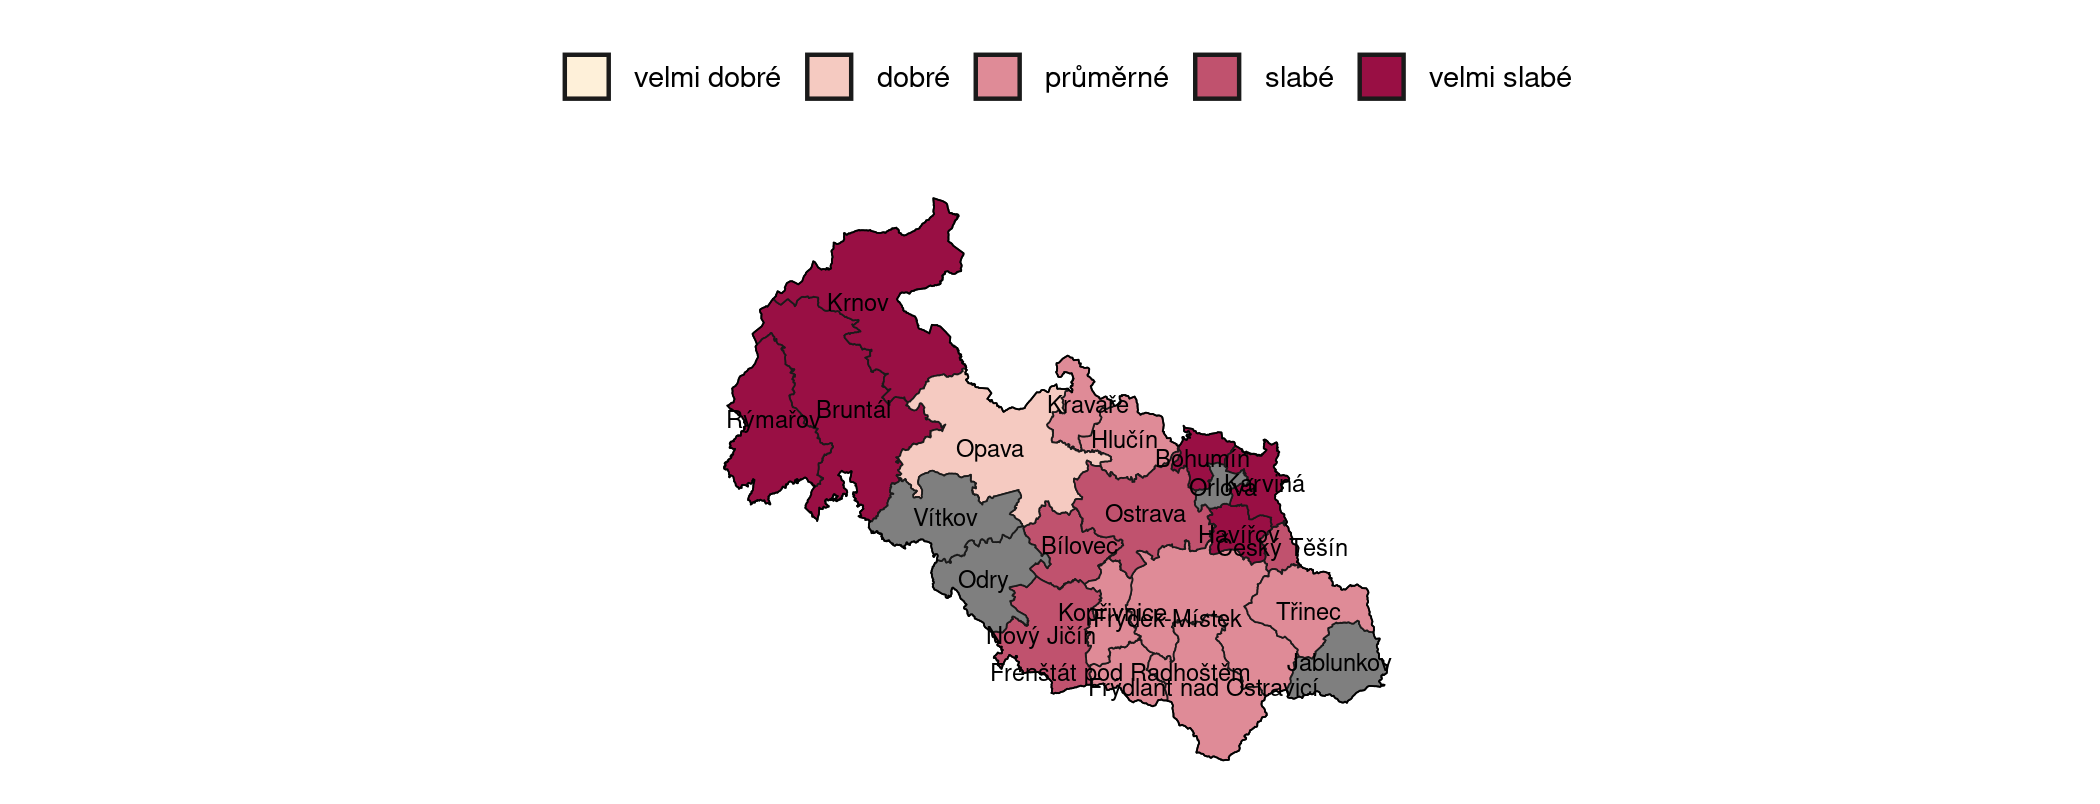 velmi dobré dobré průměrné slabé velmi slabé
Krnov
Kravaře
Bruntál
Rýmařov
Hlučín
Opava
Bohumín
Karviná
Orlová
Ostrava
Vítkov
Havířov
Bílovec
Český Těšín
Odry
Třinec
Kopřivnice
Frýdek-Místek
Nový Jičín
Jablunkov
Frenštát pod Radhoštěm
Frýdlant nad Ostravicí